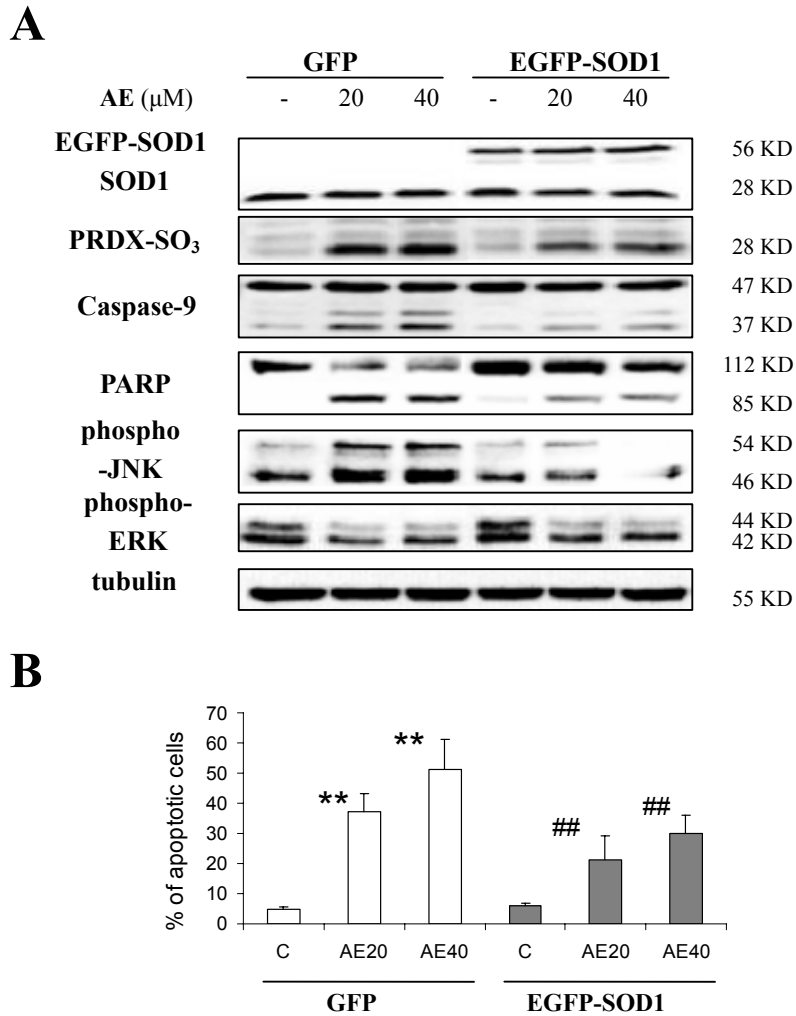 A
GFP EGFP-SOD1
AE (μM) - 20 40 - 20 40
EGFP-SOD1 56 KD
SOD1 28 KD
PRDX-SO₃ 28 KD
47 KD
Caspase-9
37 KD
112 KD
PARP
85 KD
phospho 54 KD
-JNK 46 KD
phospho- 44 KD
ERK 42 KD
tubulin 55 KD
B
% of apoptotic cells
70
60
50
40
30
20
10
0
** ** ## ##
C AE20 AE40 C AE20 AE40
GFP EGFP-SOD1